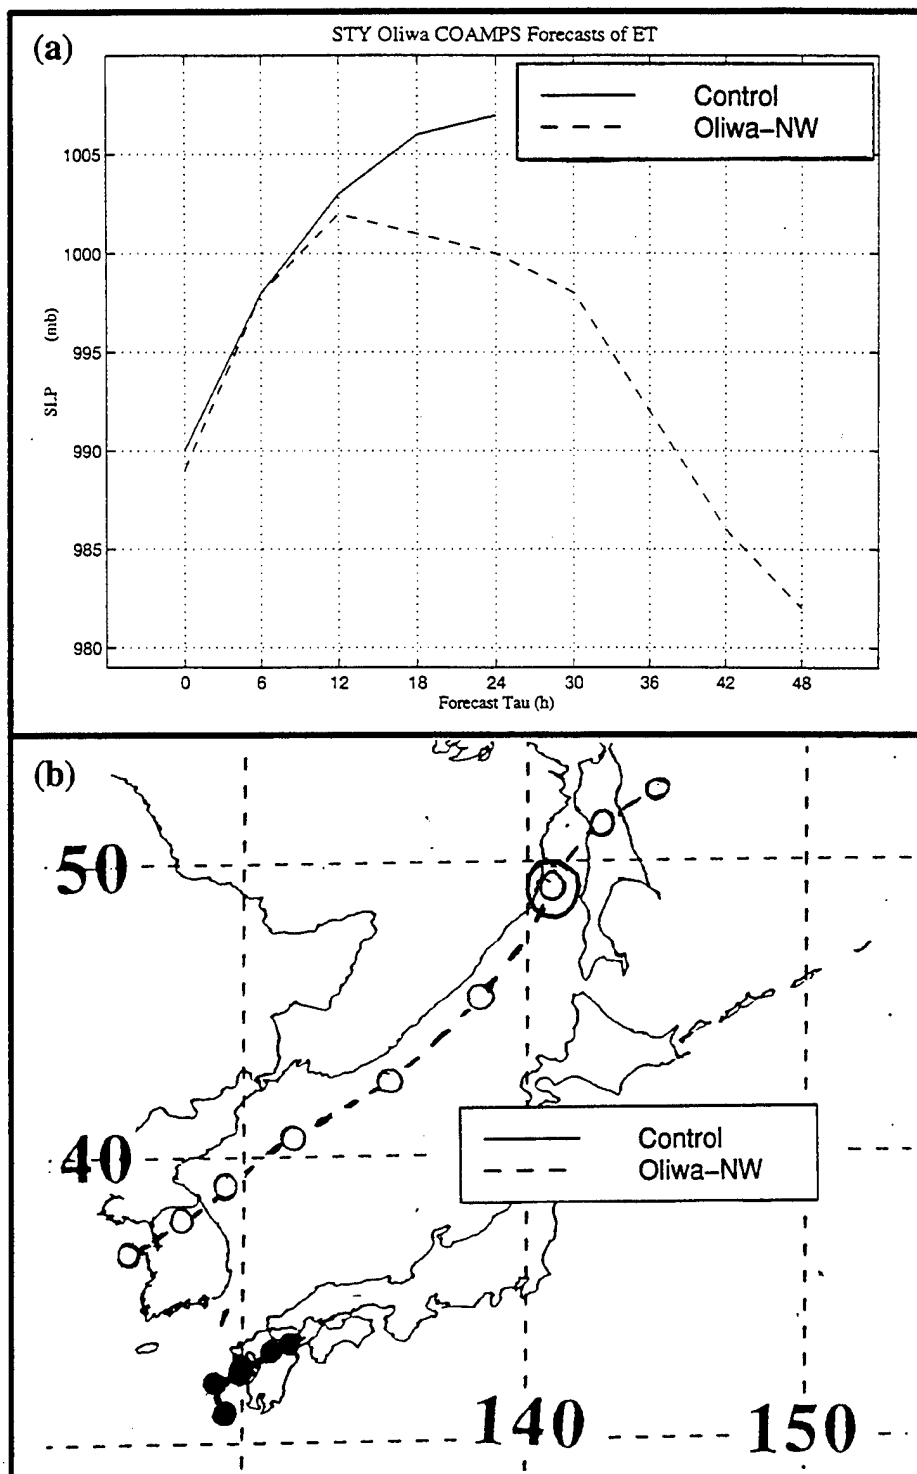 (a)
STY Oliwa COAMPS Forecasts of ET
Control
Oliwa-NW
1005
1000
995
990
985
980
SLP (mb)
0 6 12 18 24 30 36 42 48
Forecast Tau (h)
(b)
50
40
Control
Oliwa-NW
140 150